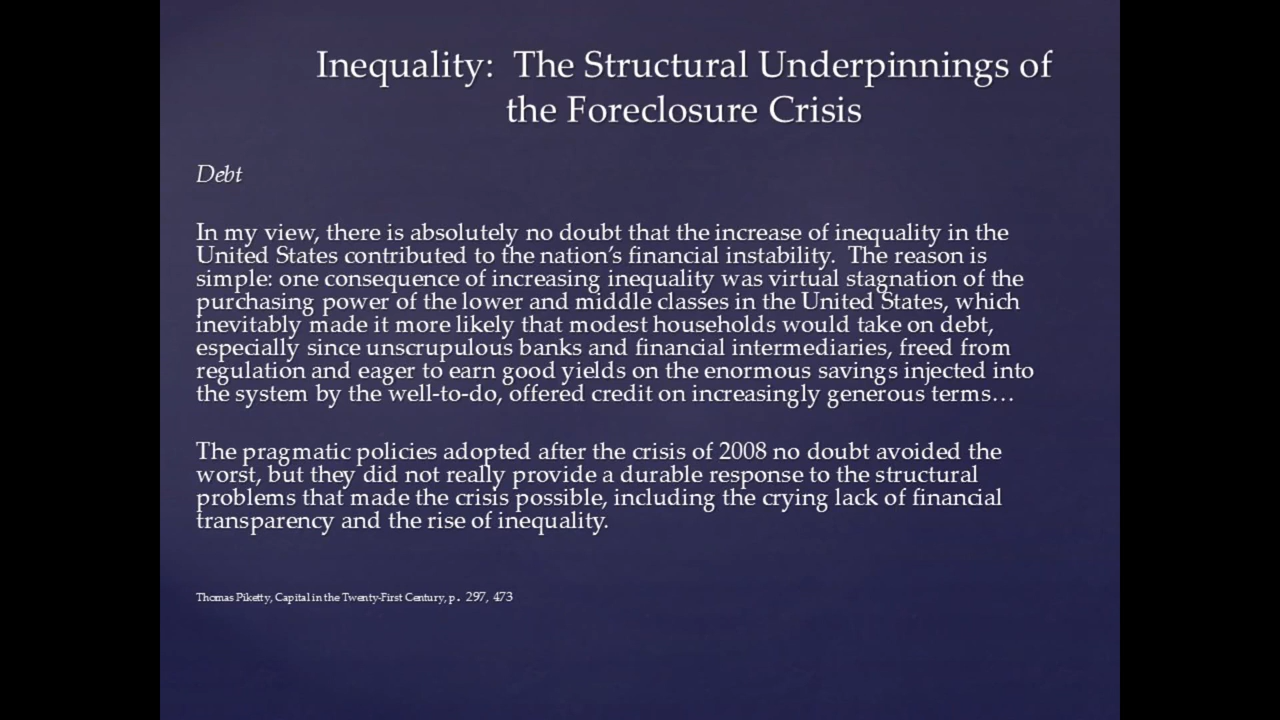 Inequality:  The Structural Underpinnings of
the Foreclosure Crisis
Debt
In my view, there is absolutely no doubt that the increase of inequality in the
United States contributed to the nation’s financial instability.  The reason is
simple: one consequence of increasing inequality was virtual stagnation of the
purchasing power of the lower and middle classes in the United States, which
inevitably made it more likely that modest households would take on debt,
especially since unscrupulous banks and financial intermediaries, freed from
regulation and eager to earn good yields on the enormous savings injected into
the system by the well-to-do, offered credit on increasingly generous terms…
The pragmatic policies adopted after the crisis of 2008 no doubt avoided the
worst, but they did not really provide a durable response to the structural
problems that made the crisis possible, including the crying lack of financial
transparency and the rise of inequality.
Thomas Piketty, Capital in the Twenty-First Century, p. 297, 473